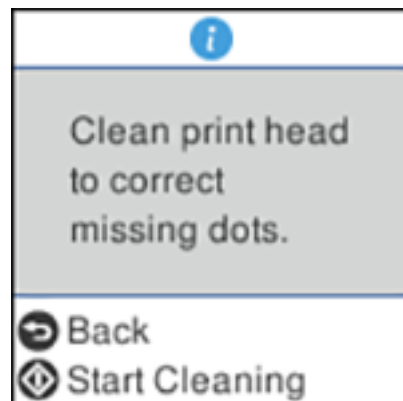 Clean print head
to correct
missing dots.
Back
Start Cleaning